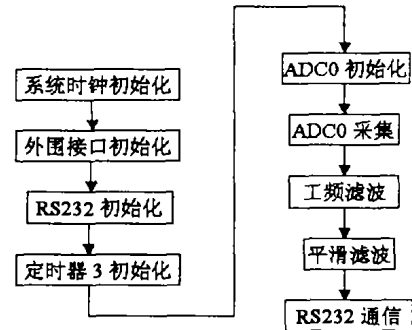 系统时钟初始化
外围接口初始化
RS232 初始化
定时器 3 初始化
ADC0 初始化
ADC0 采集
工频滤波
平滑滤波
RS232 通信